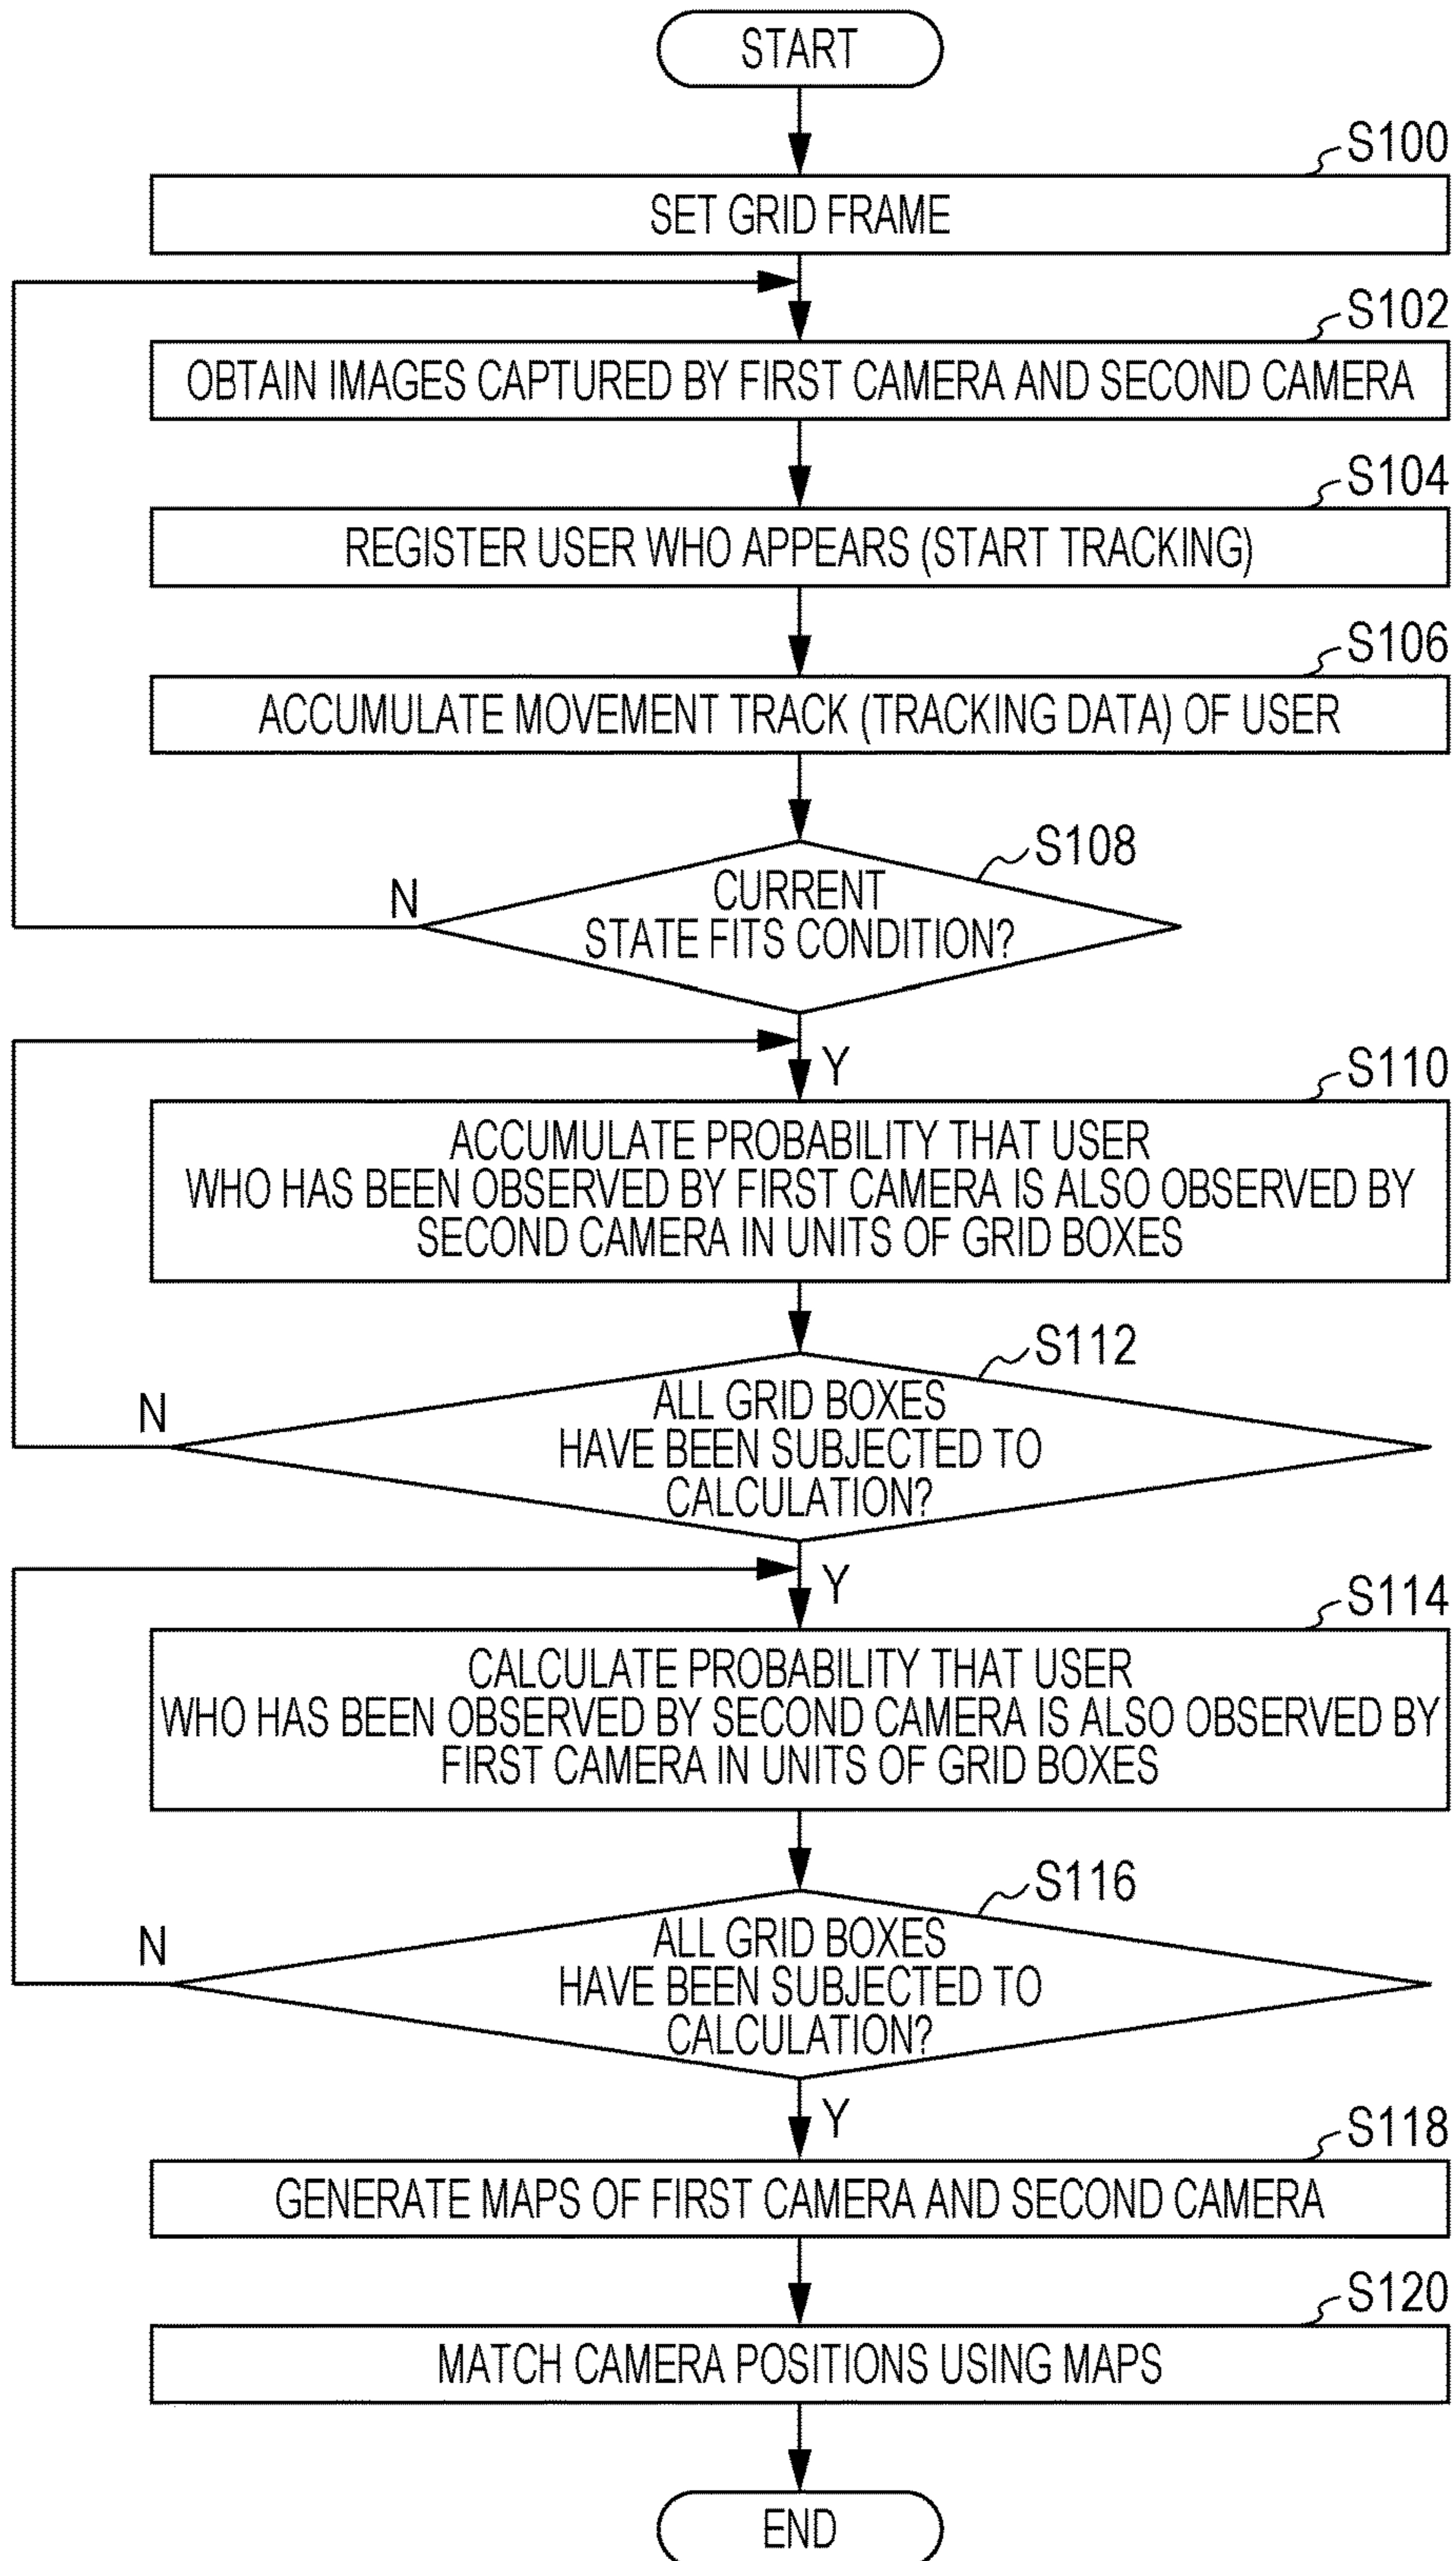 START
S100
SET GRID FRAME
S102
OBTAIN IMAGES CAPTURED BY FIRST CAMERA AND SECOND CAMERA
S104
REGISTER USER WHO APPEARS (START TRACKING)
S106
ACCUMULATE MOVEMENT TRACK (TRACKING DATA) OF USER
S108
CURRENT
STATE FITS CONDITION?
N
Y
S110
ACCUMULATE PROBABILITY THAT USER
WHO HAS BEEN OBSERVED BY FIRST CAMERA IS ALSO OBSERVED BY
SECOND CAMERA IN UNITS OF GRID BOXES
S112
ALL GRID BOXES
HAVE BEEN SUBJECTED TO
CALCULATION?
N
Y
S114
CALCULATE PROBABILITY THAT USER
WHO HAS BEEN OBSERVED BY SECOND CAMERA IS ALSO OBSERVED BY
FIRST CAMERA IN UNITS OF GRID BOXES
S116
ALL GRID BOXES
HAVE BEEN SUBJECTED TO
CALCULATION?
N
Y
S118
GENERATE MAPS OF FIRST CAMERA AND SECOND CAMERA
S120
MATCH CAMERA POSITIONS USING MAPS
END